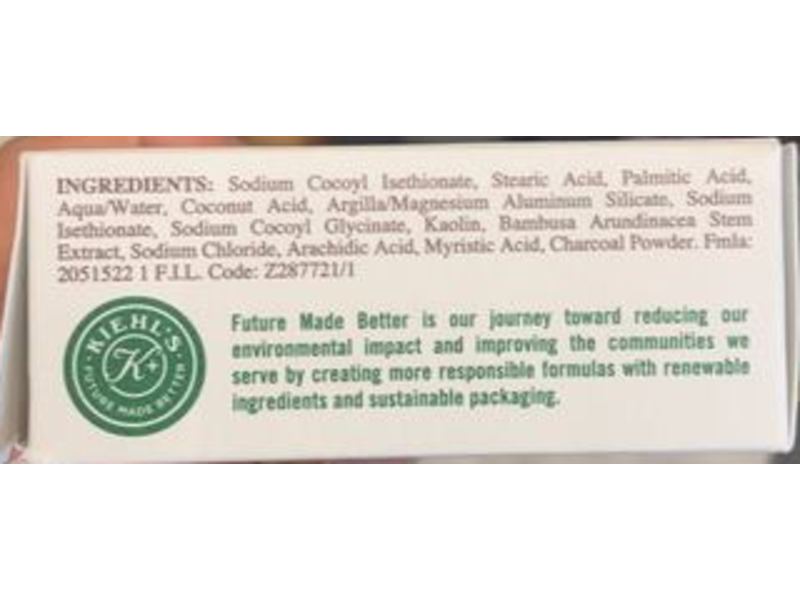 INGREDIENTS: Sodium Cocoyl Isethionate, Stearic Acid, Palmitic Acid,
Aqua/Water, Coconut Acid, Argilla/Magnesium Aluminum Silicate, Sodium
Isethionate, Sodium Cocoyl Glycinate, Kaolin, Bambusa Arundinacea Stem
Extract, Sodium Chloride, Arachidic Acid, Myristic Acid, Charcoal Powder. Fmla:
2051522 1 F.I.L. Code: Z287721/1
KIEHL'S
K+
FUTURE MADE BETTER
Future Made Better is our journey toward reducing our
environmental impact and improving the communities we
serve by creating more responsible formulas with renewable
ingredients and sustainable packaging.